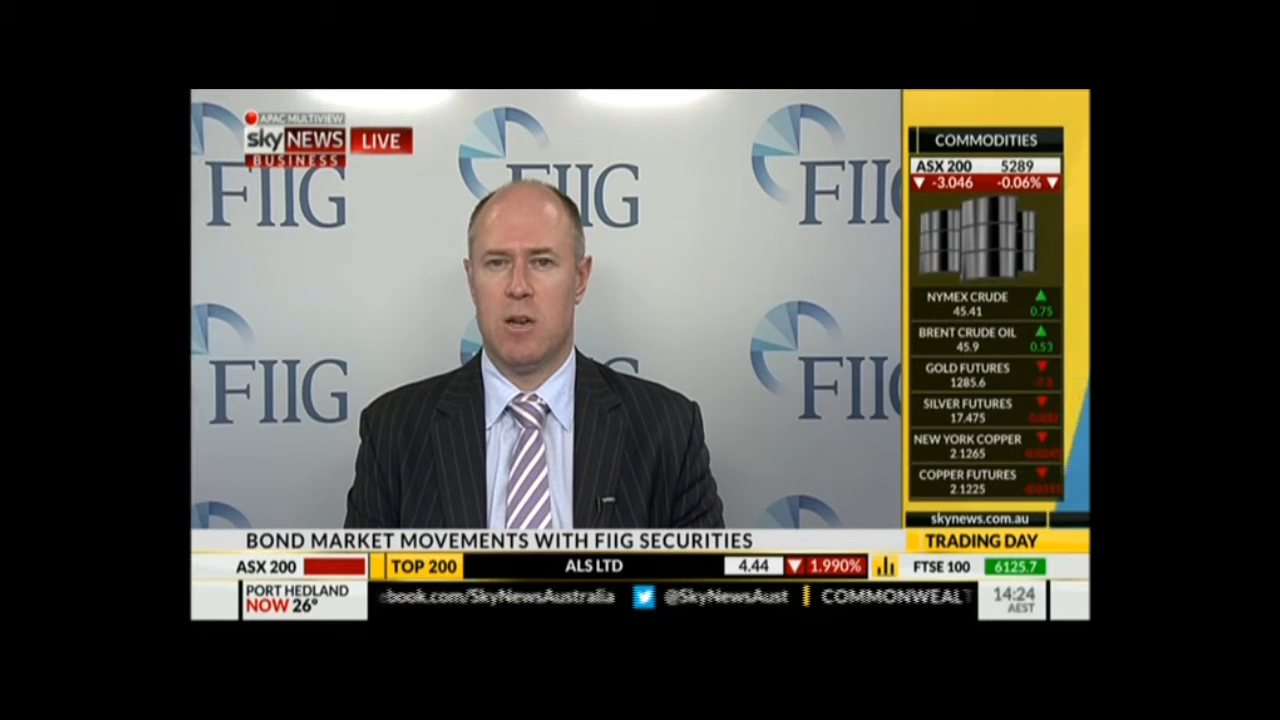 APAC MULTIVIEW
sky NEWS
BUSINESS
LIVE
FIIG
FIIG
FIIG
FIIG
FIIG
COMMODITIES
ASX 200 5289
-3.046 -0.06%
NYMEX CRUDE
45.41 0.75
BRENT CRUDE OIL
45.9 0.53
GOLD FUTURES
1285.6
SILVER FUTURES
17.475
NEW YORK COPPER
2.1265
COPPER FUTURES
2.1225
skynews.com.au
BOND MARKET MOVEMENTS WITH FIIG SECURITIES
TRADING DAY
ASX 200 TOP 200 ALS LTD 4.44 1.990% FTSE 100 6125.7
PORT HEDLAND
NOW 26°
book.com/SkyNewsAustralia @SkyNewsAust COMMONWEALT
14:24
AEST